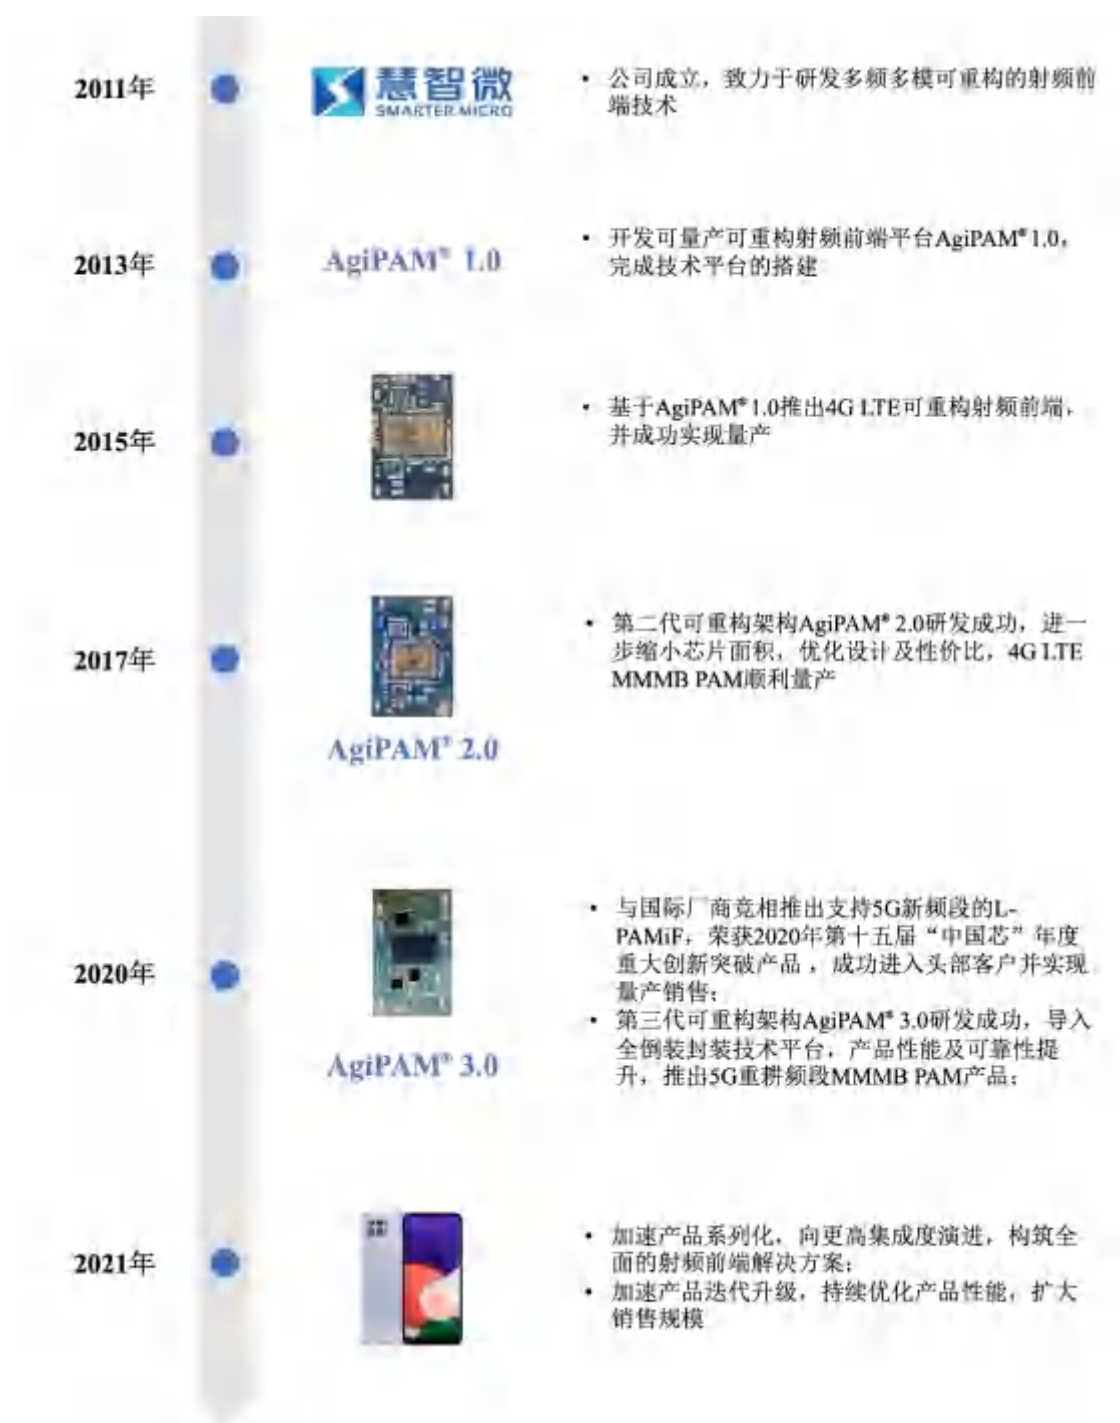 2011年
慧智微
SMARTER MICRO
• 公司成立，致力于研发多频多模可重构的射频前
端技术
2013年
AgiPAM® 1.0
• 开发可量产可重构射频前端平台AgiPAM®1.0，
完成技术平台的搭建
2015年
• 基于AgiPAM®1.0推出4G LTE可重构射频前端，
并成功实现量产
2017年
AgiPAM® 2.0
• 第二代可重构架构AgiPAM® 2.0研发成功，进一
步缩小芯片面积，优化设计及性价比，4G LTE
MMMB PAM顺利量产
2020年
AgiPAM® 3.0
• 与国际厂商竞相推出支持5G新频段的L-
PAMiF，荣获2020年第十五届“中国芯”年度
重大创新突破产品 ，成功进入头部客户并实现
量产销售；
• 第三代可重构架构AgiPAM® 3.0研发成功，导入
全倒装封装技术平台，产品性能及可靠性提
升，推出5G重耕频段MMMB PAM产品；
2021年
• 加速产品系列化，向更高集成度演进，构筑全
面的射频前端解决方案；
• 加速产品迭代升级，持续优化产品性能，扩大
销售规模